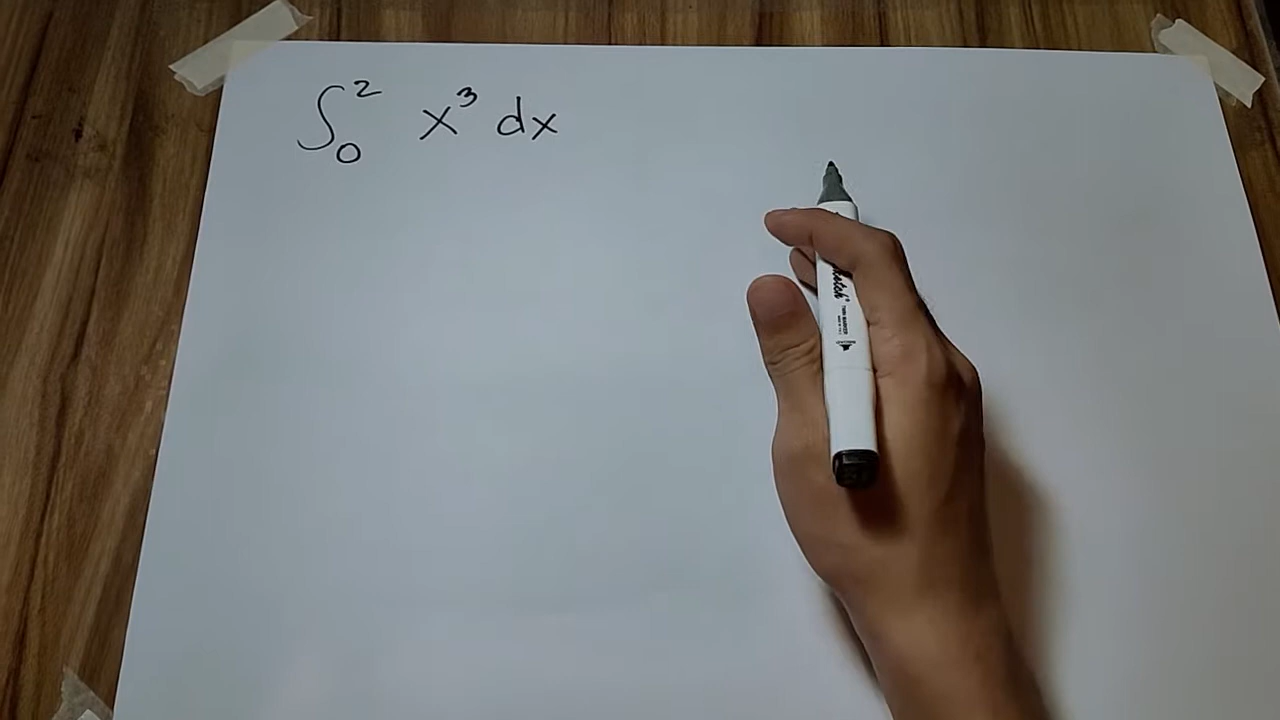 ∫₀² x³ dx